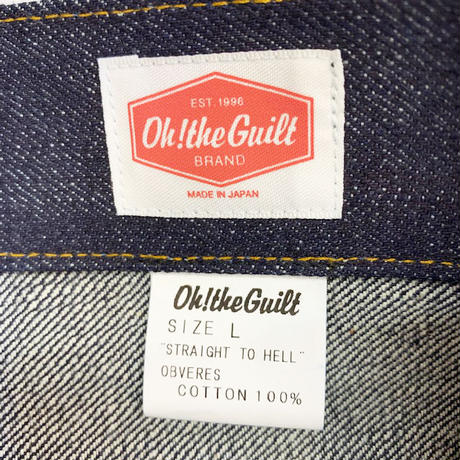 EST. 1996
Oh!theGuilt
BRAND
MADE IN JAPAN
Oh!theGuilt
SIZE L
"STRAIGHT TO HELL"
OBVERES
COTTON 100%